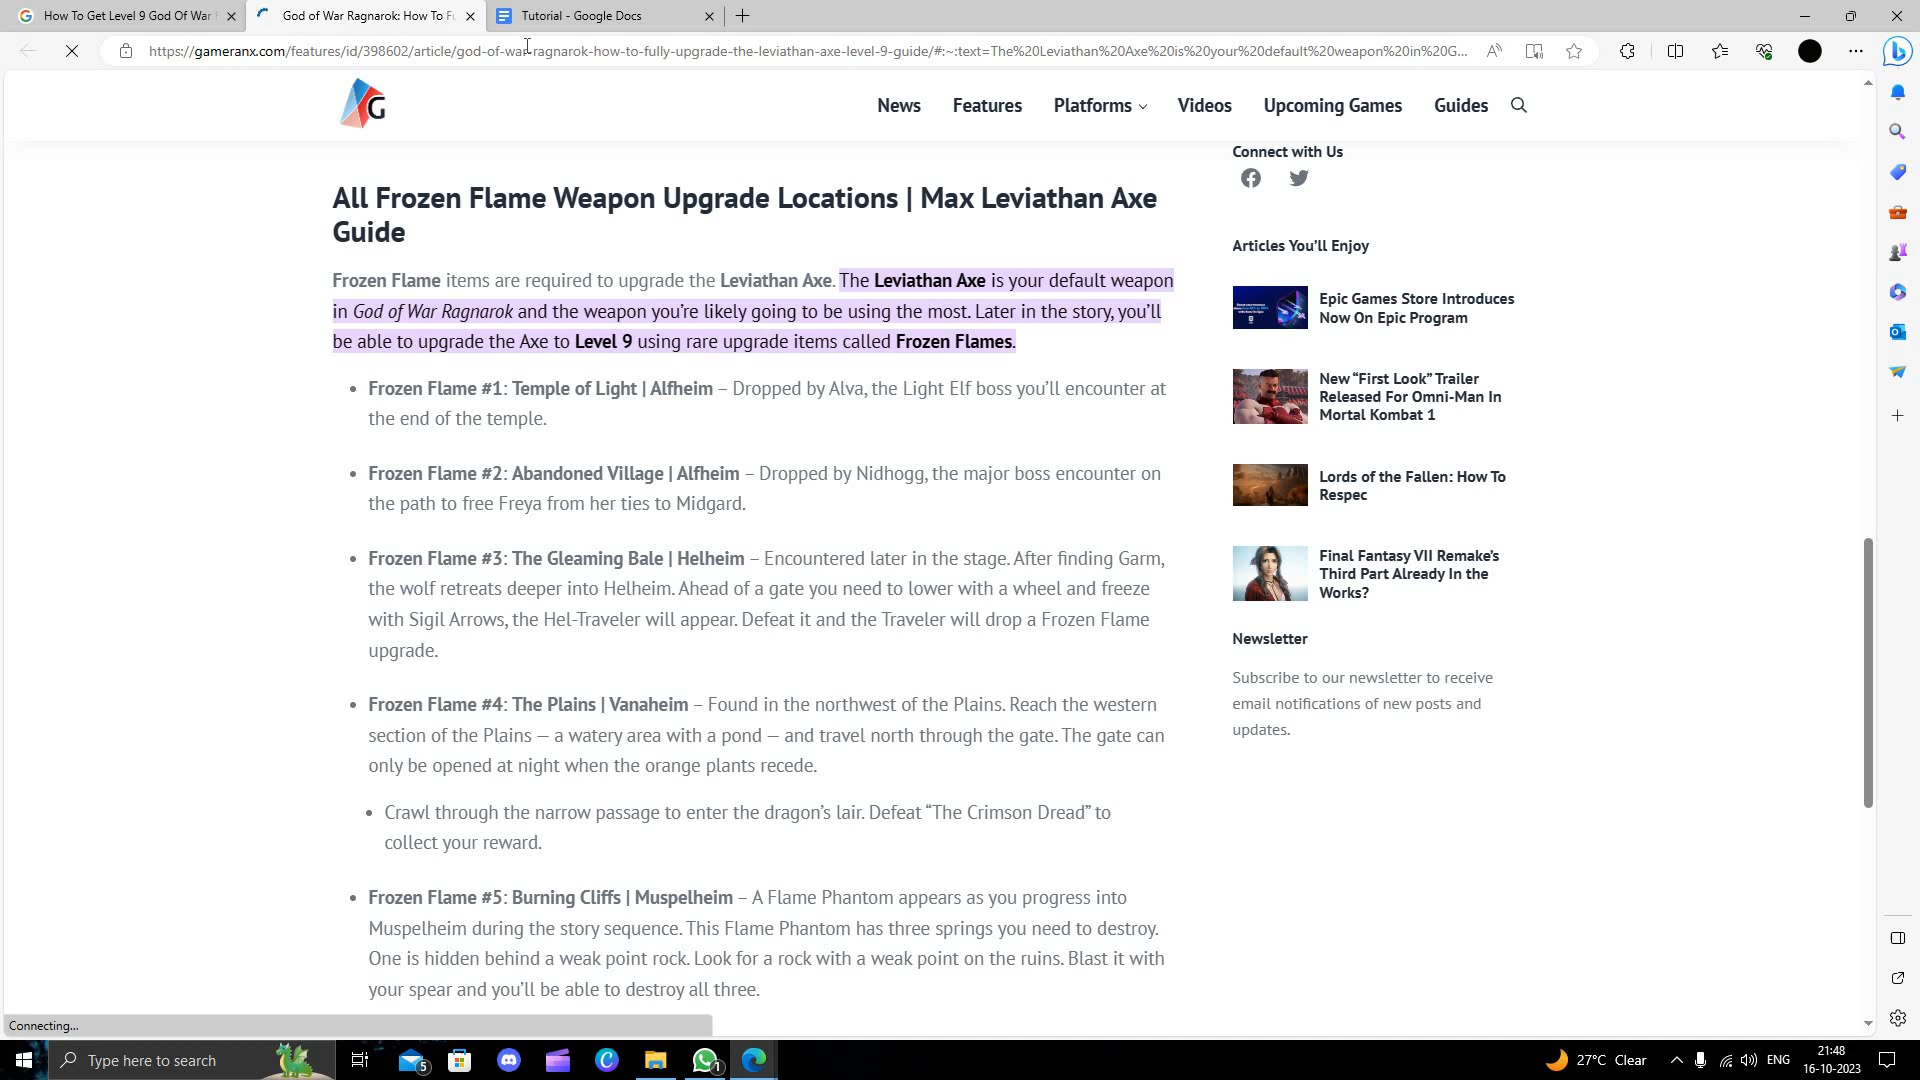 How To Get Level 9 God Of War
God of War Ragnarok: How To Fu
Tutorial - Google Docs
https://gameranx.com/features/id/398602/article/god-of-war-ragnarok-how-to-fully-upgrade-the-leviathan-axe-level-9-guide/#:~:text=The%20Leviathan%20Axe%20is%20your%20default%20weapon%20in%20G...
G
News
Features
Platforms
Videos
Upcoming Games
Guides
Connect with Us
All Frozen Flame Weapon Upgrade Locations | Max Leviathan Axe
Guide
Frozen Flame items are required to upgrade the Leviathan Axe. The Leviathan Axe is your default weapon
in God of War Ragnarok and the weapon you’re likely going to be using the most. Later in the story, you’ll
be able to upgrade the Axe to Level 9 using rare upgrade items called Frozen Flames.
• Frozen Flame #1: Temple of Light | Alfheim – Dropped by Alva, the Light Elf boss you’ll encounter at
the end of the temple.
• Frozen Flame #2: Abandoned Village | Alfheim – Dropped by Nidhogg, the major boss encounter on
the path to free Freya from her ties to Midgard.
• Frozen Flame #3: The Gleaming Bale | Helheim – Encountered later in the stage. After finding Garm,
the wolf retreats deeper into Helheim. Ahead of a gate you need to lower with a wheel and freeze
with Sigil Arrows, the Hel-Traveler will appear. Defeat it and the Traveler will drop a Frozen Flame
upgrade.
• Frozen Flame #4: The Plains | Vanaheim – Found in the northwest of the Plains. Reach the western
section of the Plains — a watery area with a pond — and travel north through the gate. The gate can
only be opened at night when the orange plants recede.
• Crawl through the narrow passage to enter the dragon’s lair. Defeat “The Crimson Dread” to
collect your reward.
• Frozen Flame #5: Burning Cliffs | Muspelheim – A Flame Phantom appears as you progress into
Muspelheim during the story sequence. This Flame Phantom has three springs you need to destroy.
One is hidden behind a weak point rock. Look for a rock with a weak point on the ruins. Blast it with
your spear and you’ll be able to destroy all three.
Articles You’ll Enjoy
Epic Games Store Introduces
Now On Epic Program
New “First Look” Trailer
Released For Omni-Man In
Mortal Kombat 1
Lords of the Fallen: How To
Respec
Final Fantasy VII Remake’s
Third Part Already In the
Works?
Newsletter
Subscribe to our newsletter to receive
email notifications of new posts and
updates.
Connecting...
Type here to search
5
1
27°C Clear
ENG
21:48
16-10-2023